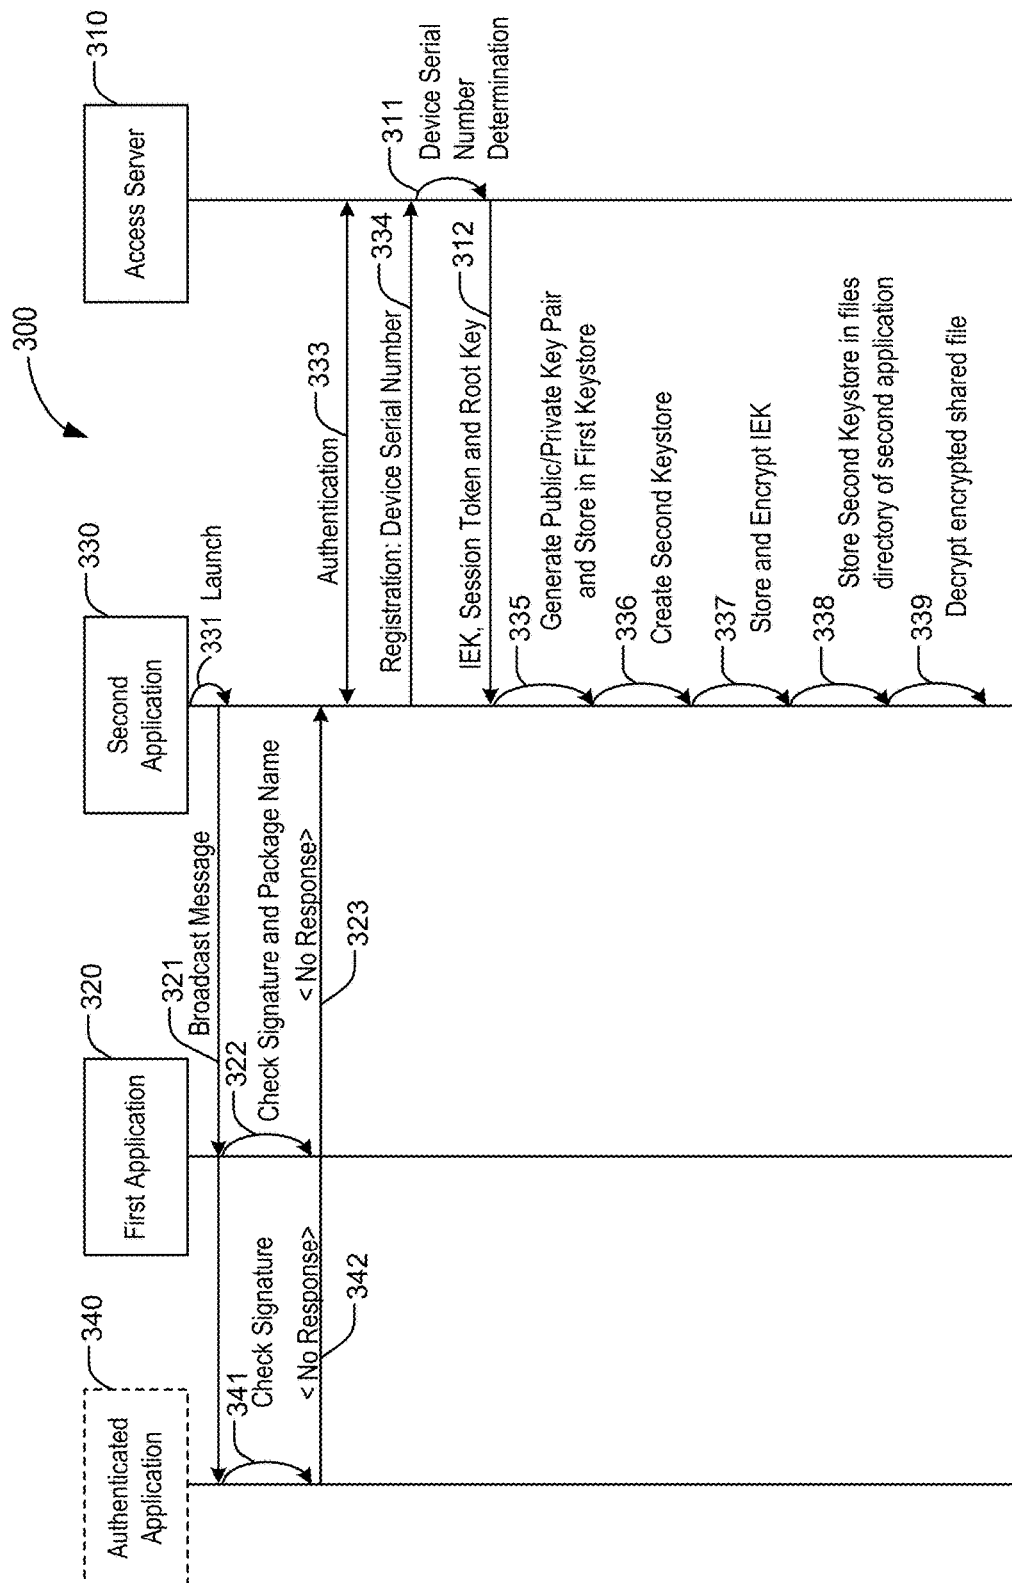 300
340
320
330
310
Authenticated
Application
First Application
Second
Application
Access Server
331
Launch
321
Broadcast Message
341
Check Signature
322
Check Signature and Package Name
< No Response>
342
< No Response>
323
Authentication
333
Registration: Device Serial Number
334
311
Device Serial
Number
Determination
IEK, Session Token and Root Key
312
335
Generate Public/Private Key Pair
and Store in First Keystore
336
Create Second Keystore
337
Store and Encrypt IEK
338
Store Second Keystore in files
directory of second application
339
Decrypt encrypted shared file